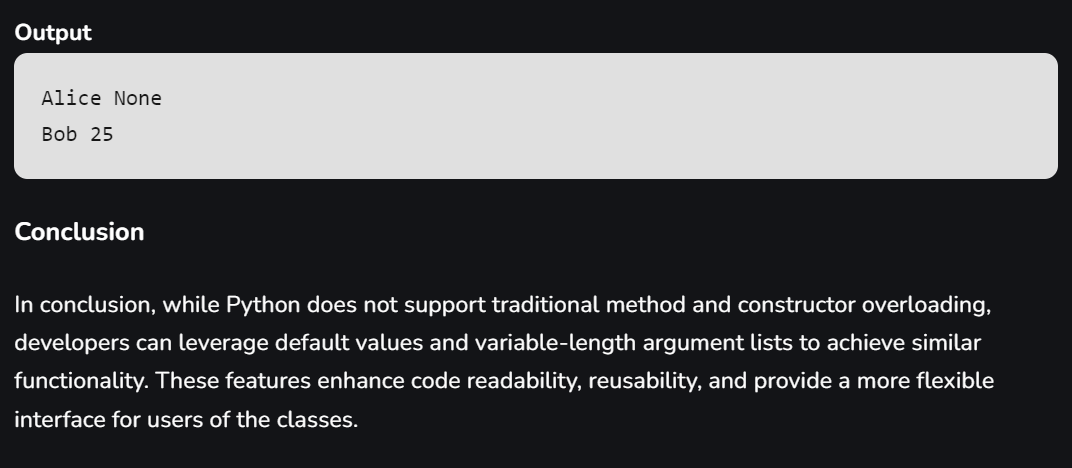 Output
Alice None
Bob 25
Conclusion
In conclusion, while Python does not support traditional method and constructor overloading,
developers can leverage default values and variable-length argument lists to achieve similar
functionality. These features enhance code readability, reusability, and provide a more flexible
interface for users of the classes.